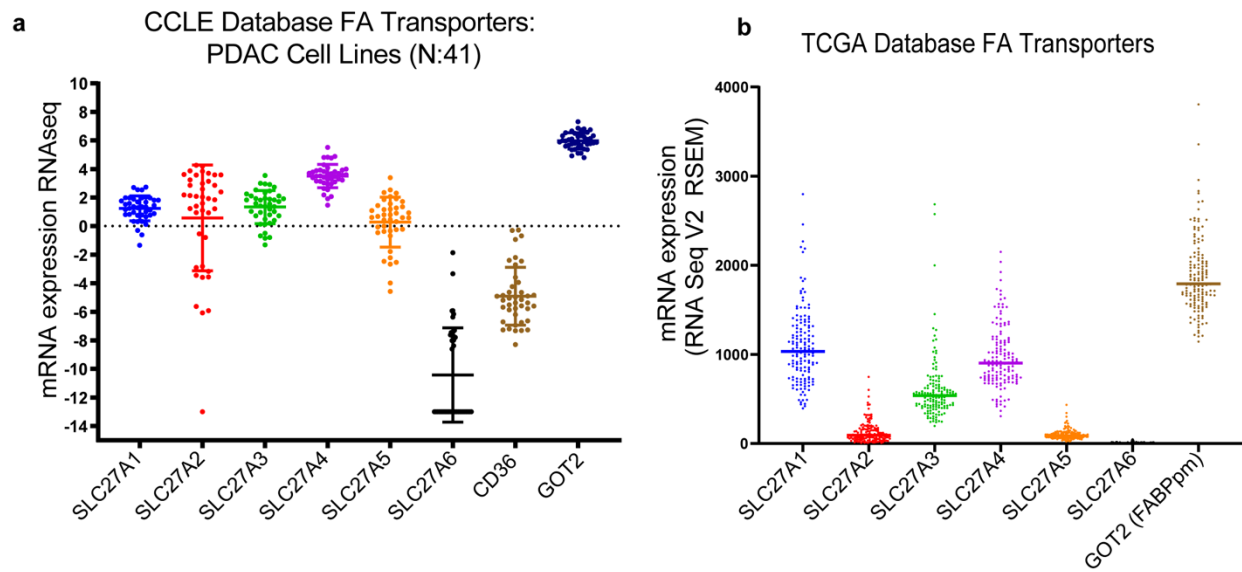 a
CCLE Database FA Transporters:
PDAC Cell Lines (N:41)
mRNA expression RNAseq
10
8
6
4
2
0
-2
-4
-6
-8
-10
-12
-14
SLC27A1
SLC27A2
SLC27A3
SLC27A4
SLC27A5
SLC27A6
CD36
GOT2
b
TCGA Database FA Transporters
mRNA expression
(RNA Seq V2 RSEM)
4000
3000
2000
1000
0
SLC27A1
SLC27A2
SLC27A3
SLC27A4
SLC27A5
SLC27A6
GOT2 (FABPpm)